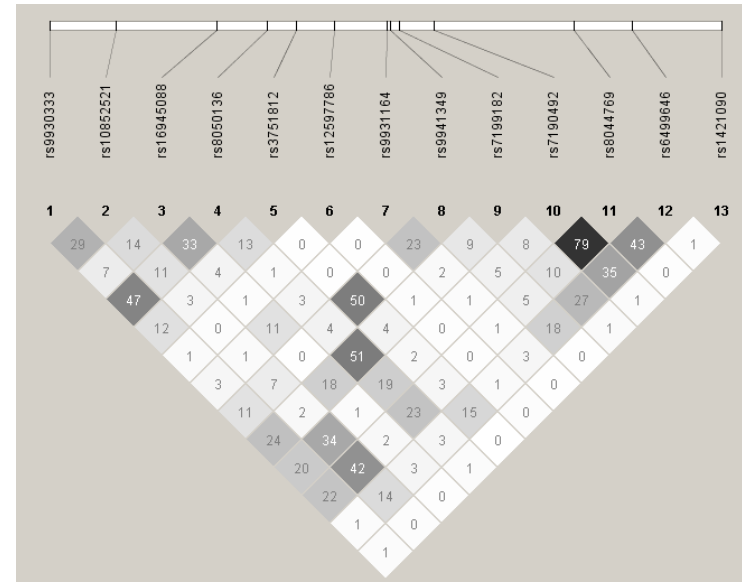 rs9930333
rs10852521
rs16945088
rs8050136
rs3751812
rs12597786
rs9931164
rs9941349
rs7199182
rs7190492
rs8044769
rs6499646
rs1421090
1 2 3 4 5 6 7 8 9 10 11 12 13
29 14 33 13 0 0 23 9 8 79 43 1
7 11 4 1 0 0 2 5 10 35 0
47 3 1 3 50 1 1 5 27 1
12 0 11 4 4 0 1 18 1
1 1 0 51 2 0 3 0
3 7 18 19 3 1 0
11 2 1 23 15 0
24 34 2 3 0
20 42 3 1
22 14 0
1 0
1